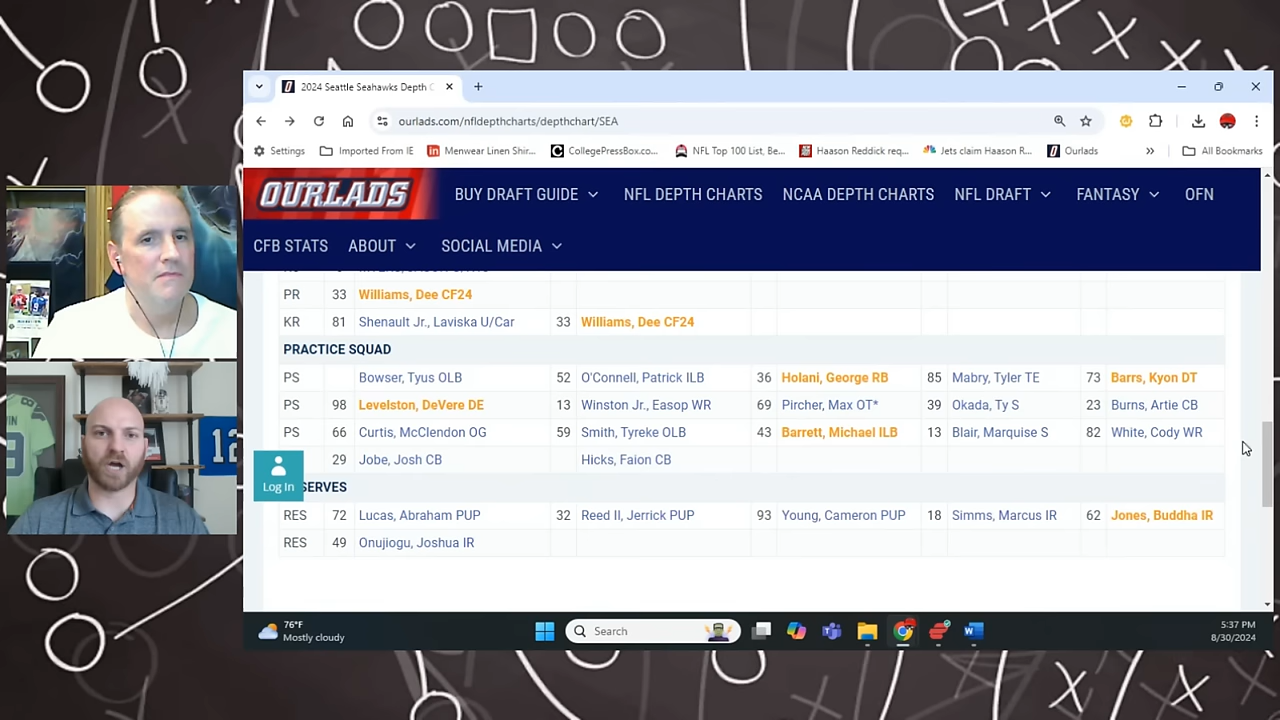 2024 Seattle Seahawks Depth C
ourlads.com/nfldepthcharts/depthchart/SEA
Settings Imported From IE Menwear Linen Shir... CollegePressBox.co... NFL Top 100 List, Be... Haason Reddick req... Jets claim Haason R... Ourlads » All Bookmarks
OURLADS BUY DRAFT GUIDE NFL DEPTH CHARTS NCAA DEPTH CHARTS NFL DRAFT FANTASY OFN
CFB STATS ABOUT SOCIAL MEDIA
PR 33 Williams, Dee CF24
KR 81 Shenault Jr., Laviska U/Car 33 Williams, Dee CF24
PRACTICE SQUAD
PS Bowser, Tyus OLB 52 O'Connell, Patrick ILB 36 Holani, George RB 85 Mabry, Tyler TE 73 Barrs, Kyon DT
PS 98 Levelston, DeVere DE 13 Winston Jr., Easop WR 69 Pircher, Max OT* 39 Okada, Ty S 23 Burns, Artie CB
PS 66 Curtis, McClendon OG 59 Smith, Tyreke OLB 43 Barrett, Michael ILB 13 Blair, Marquise S 82 White, Cody WR
29 Jobe, Josh CB Hicks, Faion CB
Log In
SERVES
RES 72 Lucas, Abraham PUP 32 Reed II, Jerrick PUP 93 Young, Cameron PUP 18 Simms, Marcus IR 62 Jones, Buddha IR
RES 49 Onujiogu, Joshua IR
12
76°F
Mostly cloudy
Search
5:37 PM
8/30/2024